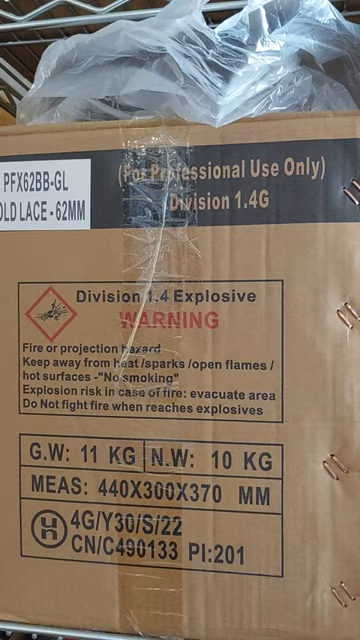 PFX62BB-GL
OLD LACE - 62MM
(For Professional Use Only)
Division 1.4G
Division 1.4 Explosive
WARNING
Fire or projection hazard
Keep away from heat /sparks /open flames /
hot surfaces -"No smoking"
Explosion risk in case of fire: evacuate area
Do Not fight fire when reaches explosives
G.W: 11 KG N.W: 10 KG
MEAS: 440X300X370 MM
4G/Y30/S/22
CN/C490133 PI:201